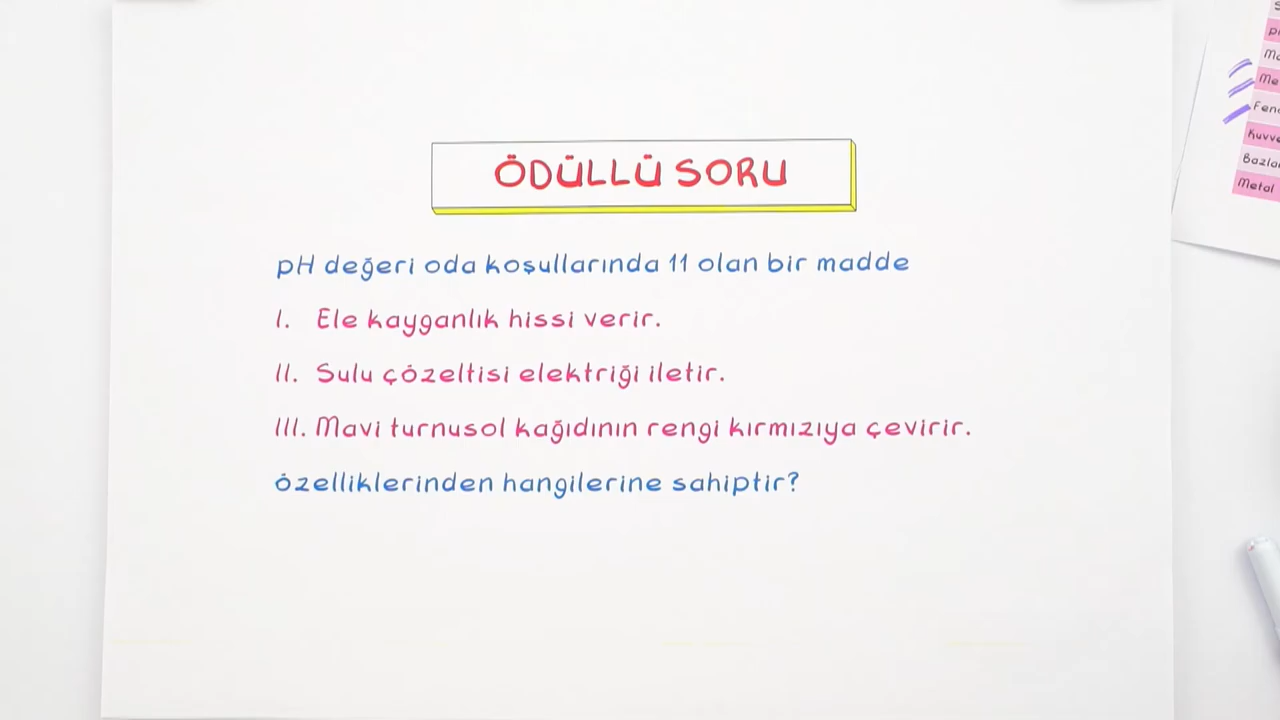 ÖDÜLLÜ SORU
pH değeri oda koşullarında 11 olan bir madde
I. Ele kayganlık hissi verir.
II. Sulu çözeltisi elektriği iletir.
III. Mavi turnusol kağıdının rengi kırmızıya çevirir.
özelliklerinden hangilerine sahiptir?
Metal